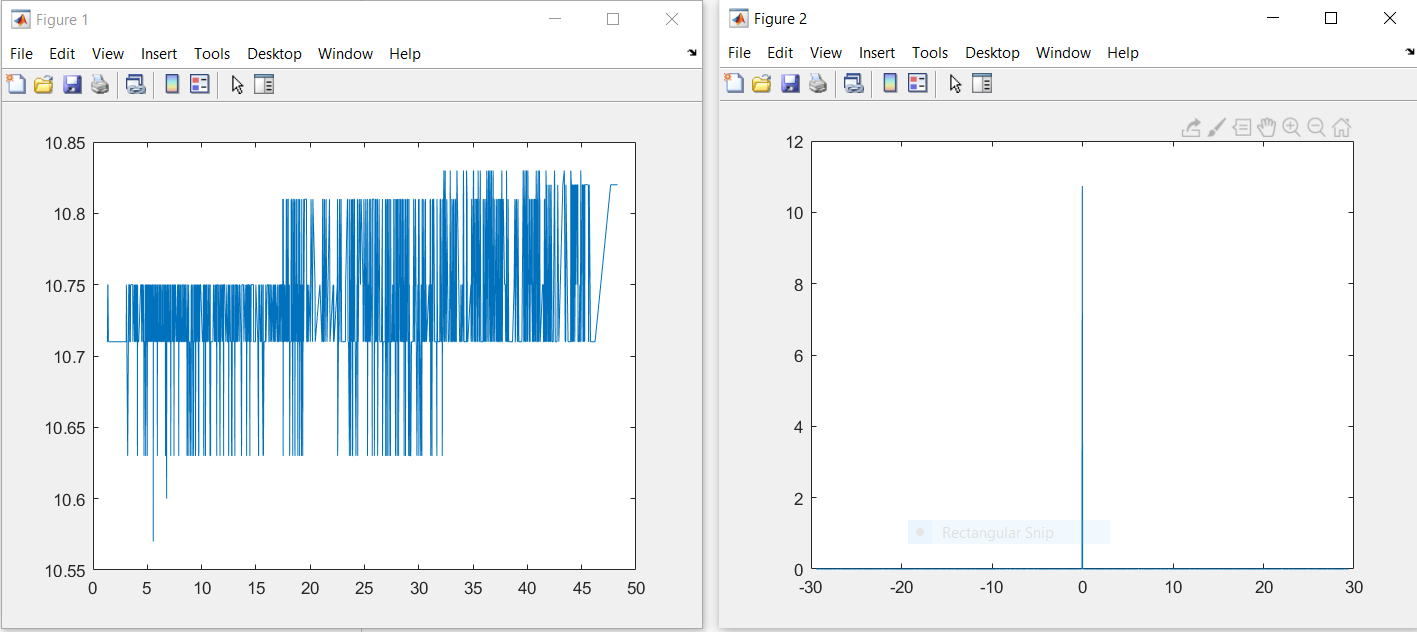 Figure 1
File Edit View Insert Tools Desktop Window Help
10.85
10.8
10.75
10.7
10.65
10.6
10.55
0 5 10 15 20 25 30 35 40 45 50
Figure 2
File Edit View Insert Tools Desktop Window Help
12
10
8
6
4
2
0
Rectangular Snip
-30 -20 -10 0 10 20 30